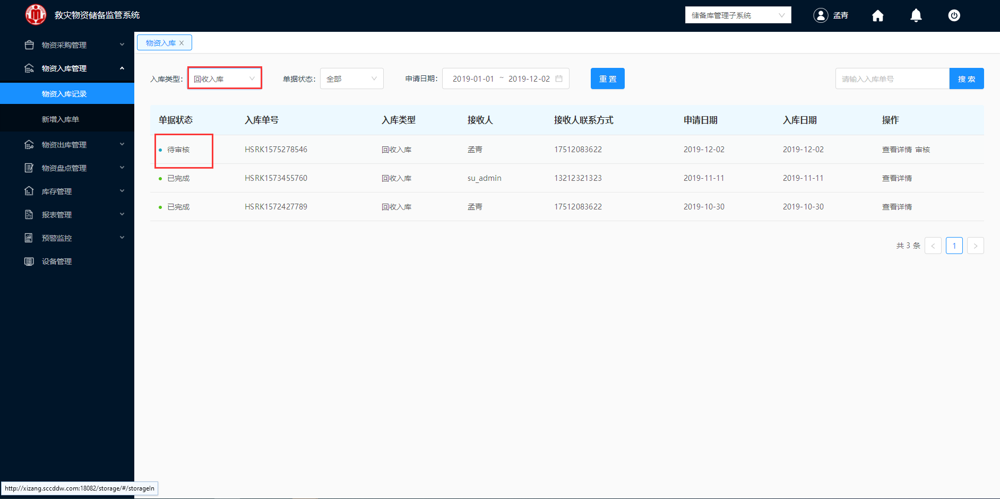 救灾物资储备监管系统
储备库管理子系统
孟青
物资采购管理
物资入库管理
物资入库记录
新增入库单
物资出库管理
物资盘点管理
库存管理
报表管理
预警监控
设备管理
物资入库 X
入库类型： 回收入库 单据状态： 全部 申请日期： 2019-01-01 ~ 2019-12-02 重 置 请输入入库单号 搜 索
单据状态 入库单号 入库类型 接收人 接收人联系方式 申请日期 入库日期 操作
待审核 HSRK1575278546 回收入库 孟青 17512083622 2019-12-02 2019-12-02 查看详情 审核
已完成 HSRK1573455760 回收入库 su_admin 13212321323 2019-11-11 2019-11-11 查看详情
已完成 HSRK1572427789 回收入库 孟青 17512083622 2019-10-30 2019-10-30 查看详情
共 3 条 < 1 >
http://xizang.sccddw.com:18082/storage/#/storageIn